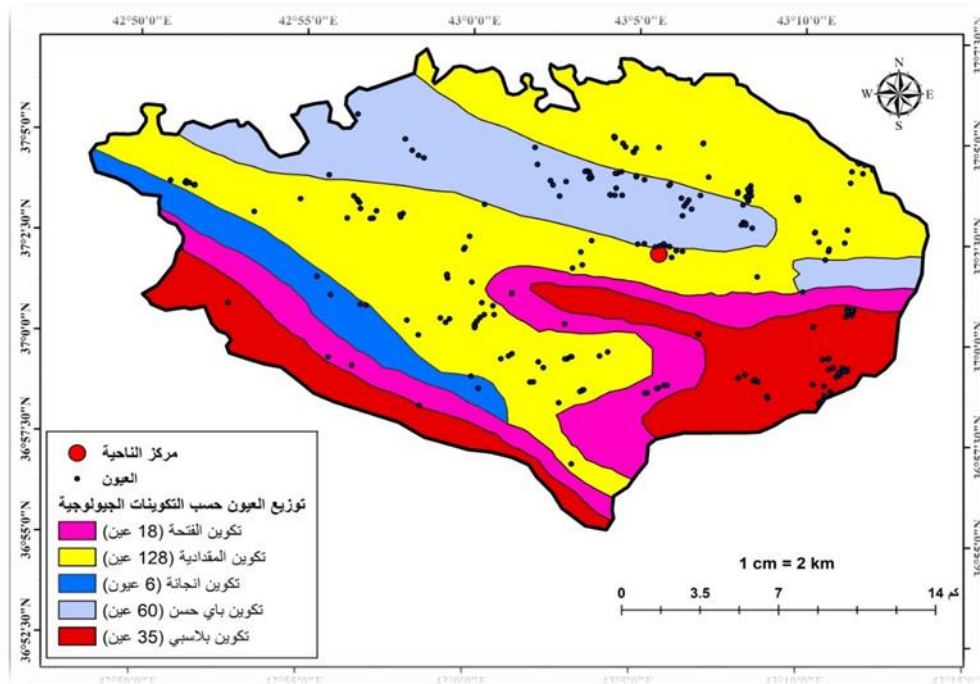 42°50'0"E 42°55'0"E 43°0'0"E 43°5'0"E 43°10'0"E
N
W E
S
37°5'0"N
37°2'30"N
37°0'0"N
36°57'30"N
36°55'0"N
36°52'30"N
مركز الناحية
العيون
توزيع العيون حسب التكوينات الجيولوجية
تكوين الفتحة (18 عين)
تكوين المقدادية (128 عين)
تكوين انجانة (6 عيون)
تكوين باي حسن (60 عين)
تكوين بلاسبي (35 عين)
1 cm = 2 km
0 3.5 7 14 كم